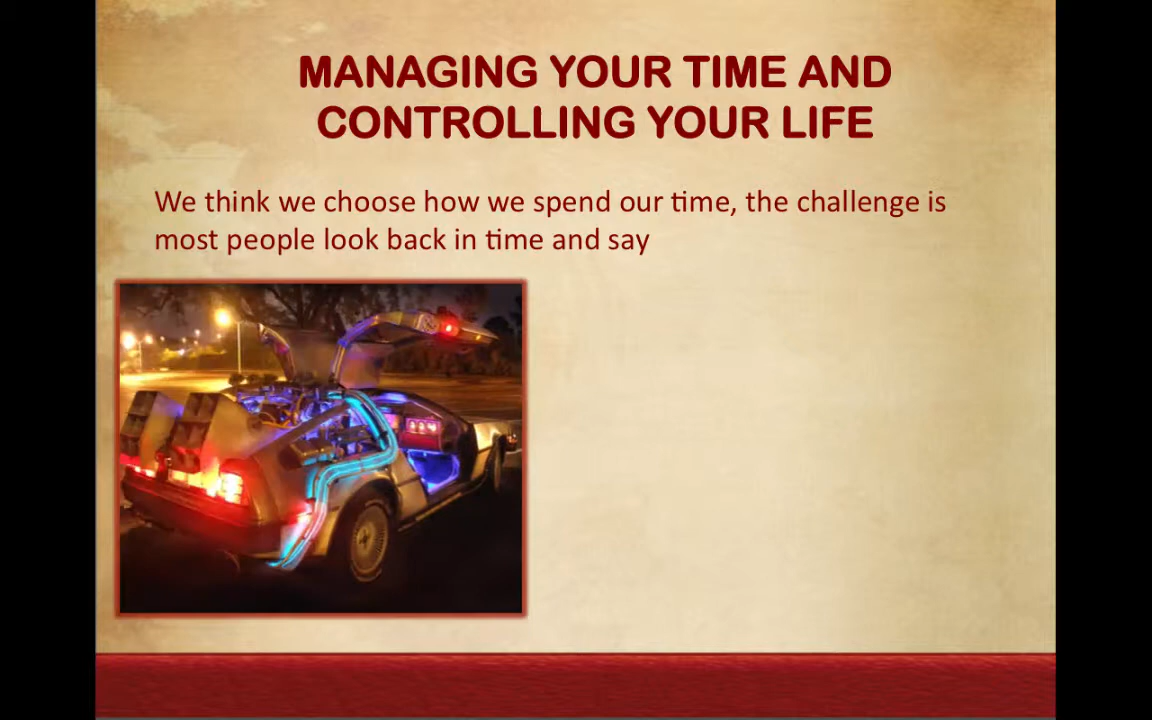 MANAGING YOUR TIME AND
CONTROLLING YOUR LIFE
We think we choose how we spend our time, the challenge is
most people look back in time and say